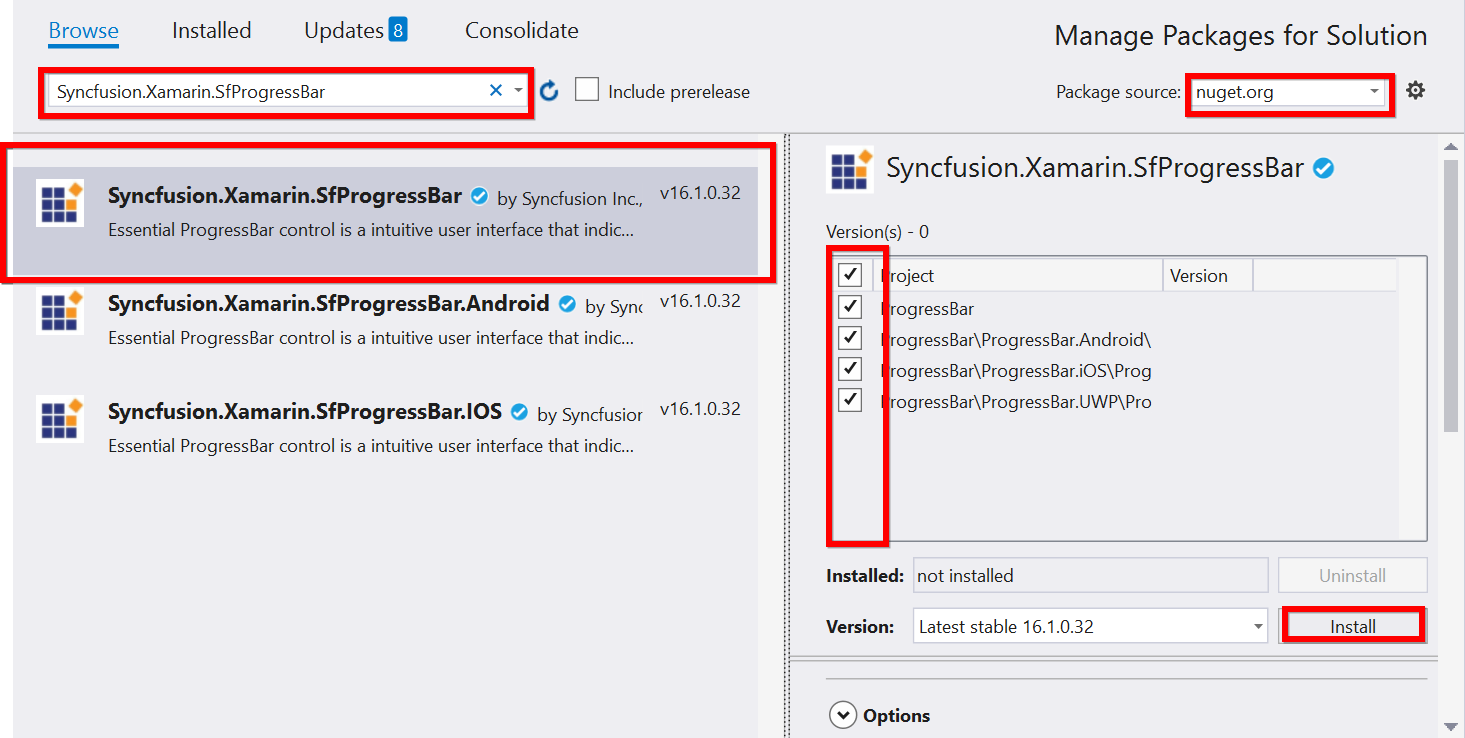 Browse Installed Updates 8 Consolidate
Manage Packages for Solution
Syncfusion.Xamarin.SfProgressBar
Include prerelease
Package source: nuget.org
Syncfusion.Xamarin.SfProgressBar by Syncfusion Inc., v16.1.0.32
Essential ProgressBar control is a intuitive user interface that indic...
Syncfusion.Xamarin.SfProgressBar.Android by Sync v16.1.0.32
Essential ProgressBar control is a intuitive user interface that indic...
Syncfusion.Xamarin.SfProgressBar.IOS by Syncfusion v16.1.0.32
Essential ProgressBar control is a intuitive user interface that indic...
Syncfusion.Xamarin.SfProgressBar
Version(s) - 0
Project Version
ProgressBar
ProgressBar\ProgressBar.Android\
ProgressBar\ProgressBar.iOS\Prog
ProgressBar\ProgressBar.UWP\Pro
Installed: not installed Uninstall
Version: Latest stable 16.1.0.32 Install
Options